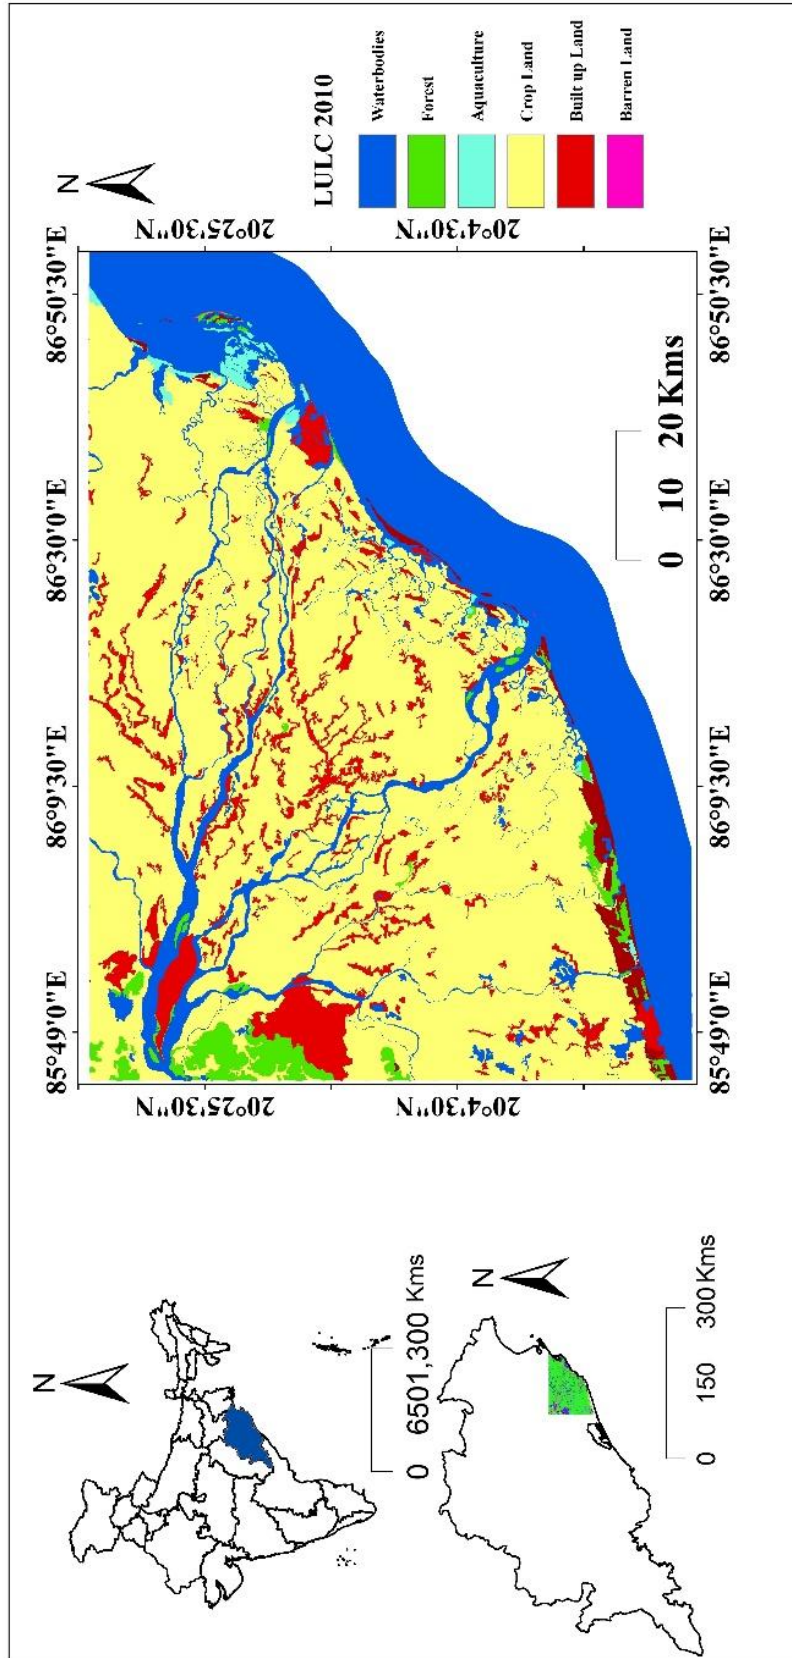 N
LULC 2010
Waterbodies
Forest
Aquaculture
Crop Land
Built up Land
Barren Land
85°49'0"E 86°9'30"E 86°30'0"E 86°50'30"E
20°25'30"N 20°25'30"N
20°4'30"N 20°4'30"N
85°49'0"E 86°9'30"E 86°30'0"E 86°50'30"E
0 10 20 Kms
N
0 6501,300 Kms
N
0 150 300 Kms